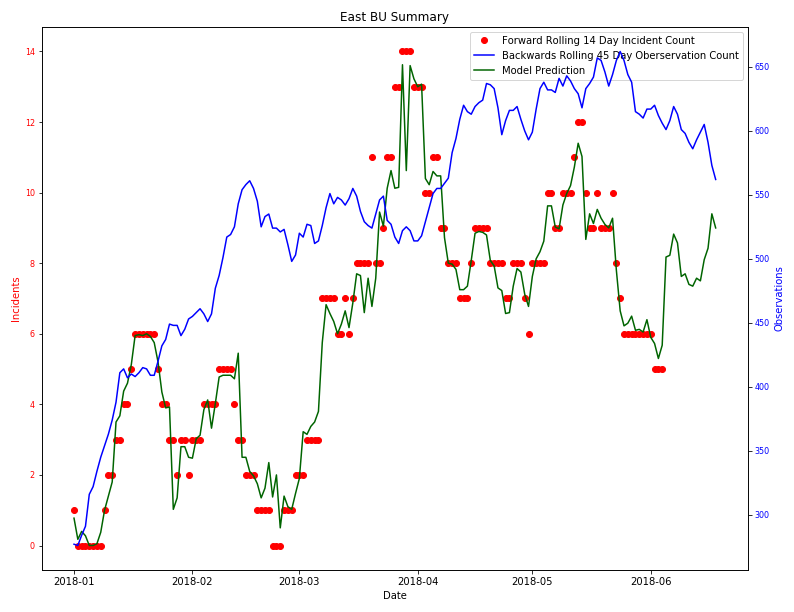 East BU Summary
Forward Rolling 14 Day Incident Count
Backwards Rolling 45 Day Oberservation Count
Model Prediction
14
12
10
8
6
4
2
0
Incidents
650
600
550
500
450
400
350
300
Observations
2018-01 2018-02 2018-03 2018-04 2018-05 2018-06
Date